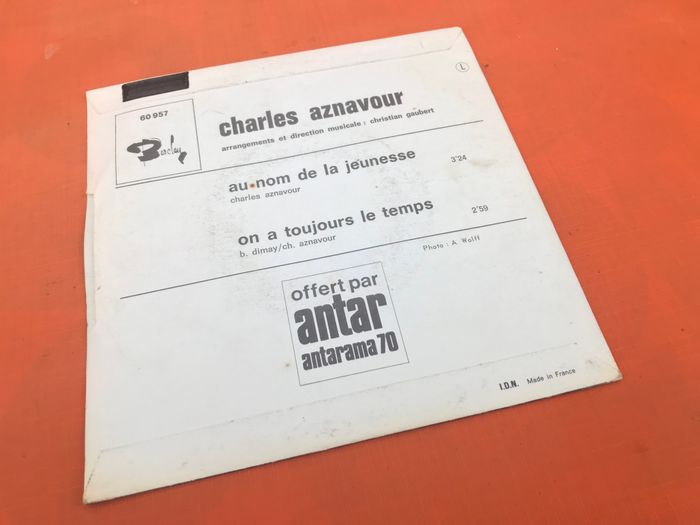 L
60 957
Barclay
charles aznavour
arrangements et direction musicale : christian gaubert
au nom de la jeunesse 3'24
charles aznavour
on a toujours le temps 2'59
b. dimay/ch. aznavour
Photo : A. Wolff
offert par
antar
antarama 70
I.D.N. Made in France